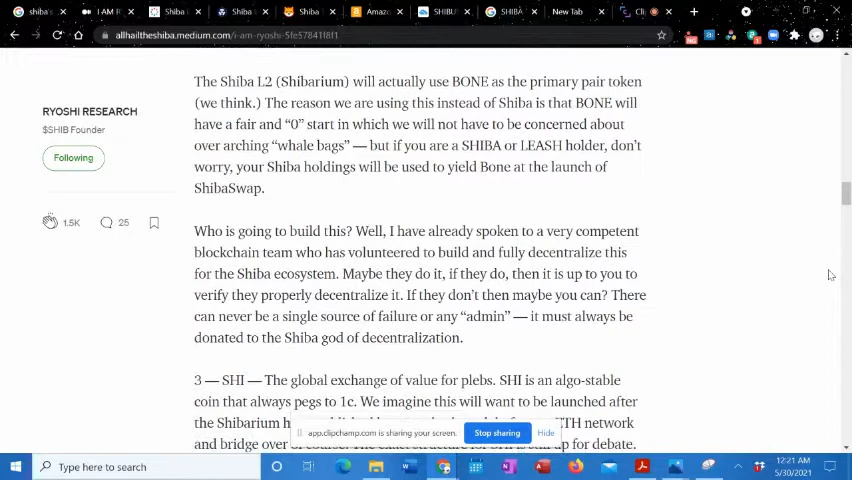 shiba's
I AM R
Shiba I
Shiba I
Shiba
Amazo
SHIBUS
SHIBA
New Tab
Cli
allhailtheshiba.medium.com/i-am-ryoshi-5fe57841f8f1
The Shiba L2 (Shibarium) will actually use BONE as the primary pair token
(we think.) The reason we are using this instead of Shiba is that BONE will
have a fair and “0” start in which we will not have to be concerned about
over arching “whale bags” — but if you are a SHIBA or LEASH holder, don’t
worry, your Shiba holdings will be used to yield Bone at the launch of
ShibaSwap.
RYOSHI RESEARCH
$SHIB Founder
Following
1.5K 25
Who is going to build this? Well, I have already spoken to a very competent
blockchain team who has volunteered to build and fully decentralize this
for the Shiba ecosystem. Maybe they do it, if they do, then it is up to you to
verify they properly decentralize it. If they don’t then maybe you can? There
can never be a single source of failure or any “admin” — it must always be
donated to the Shiba god of decentralization.
3 — SHI — The global exchange of value for plebs. SHI is an algo-stable
coin that always pegs to 1c. We imagine this will want to be launched after
the Shibarium h
ETH network
and bridge over
for debate.
app.clipchamp.com is sharing your screen.
Stop sharing
Hide
Type here to search
12:21 AM
5/30/2021